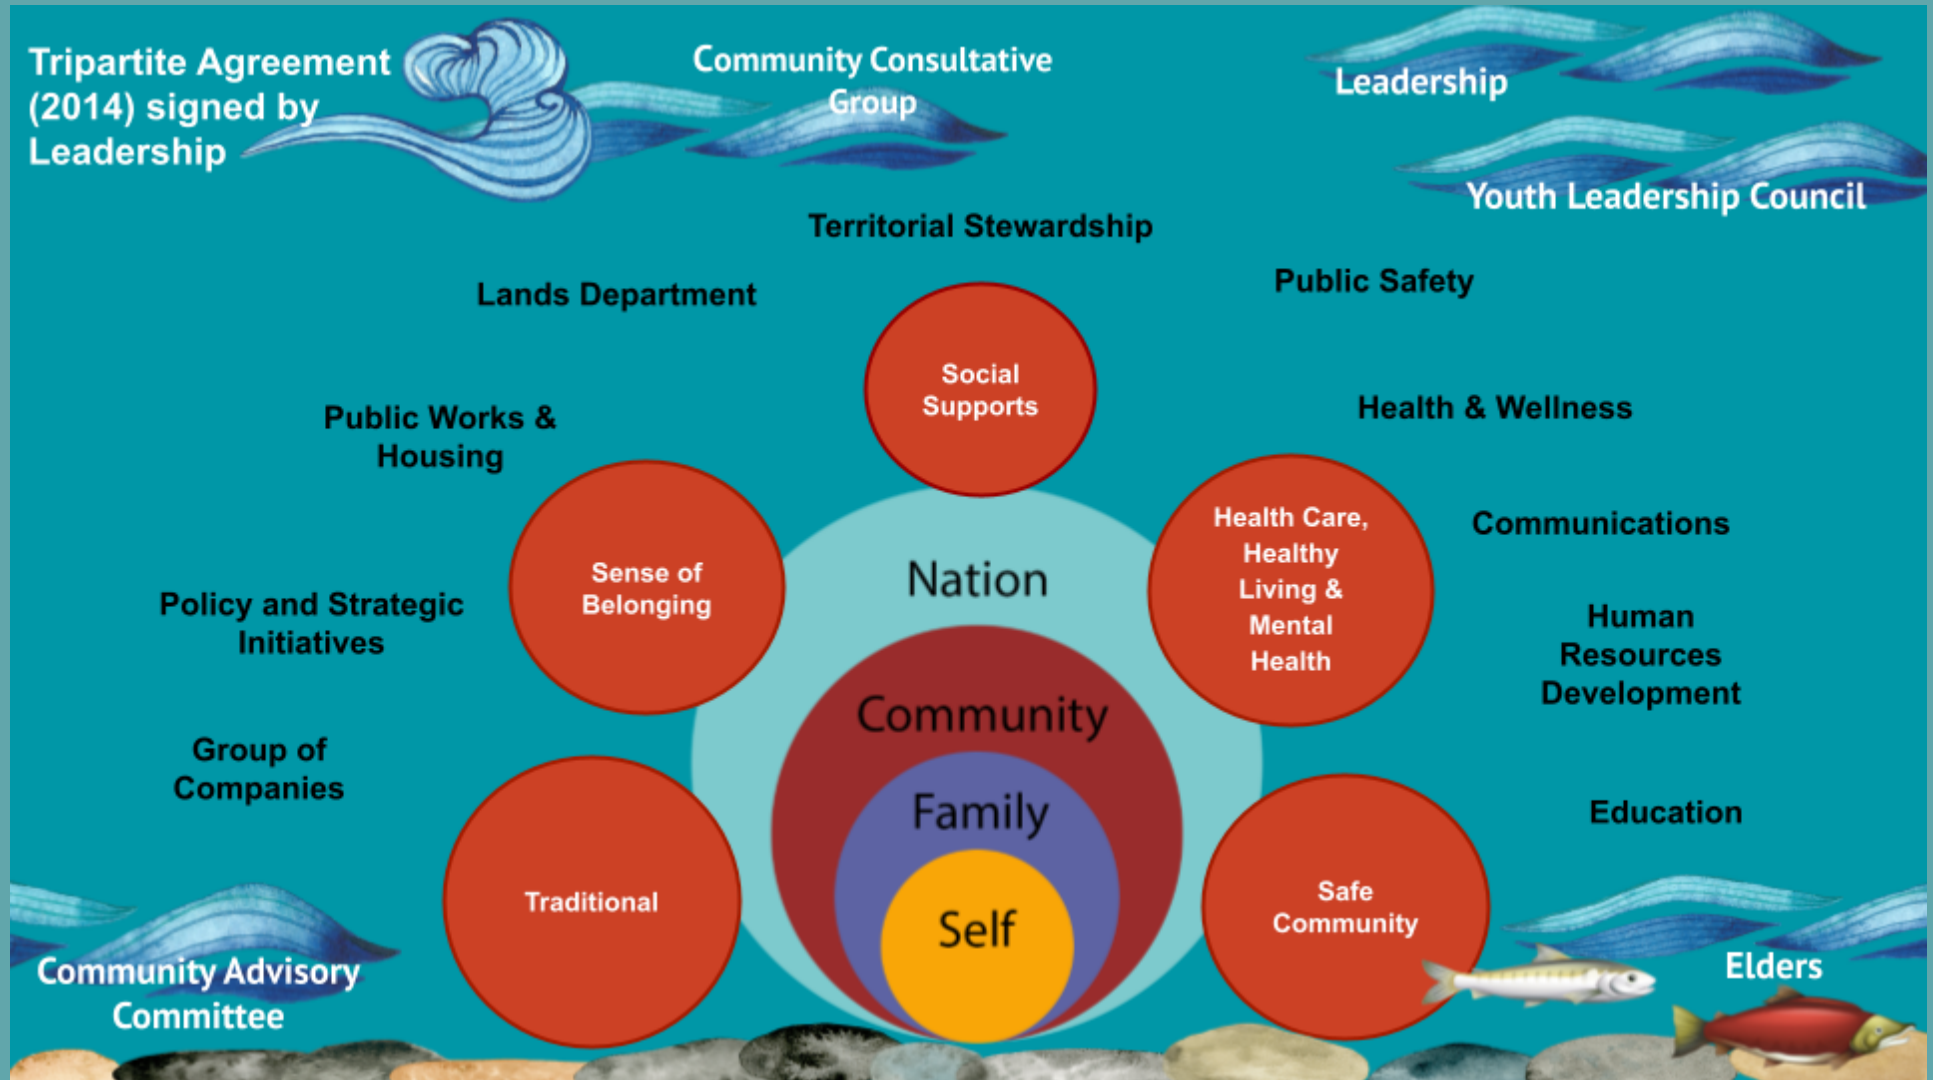 Tripartite Agreement
(2014) signed by
Leadership
Community Consultative
Group
Leadership
Youth Leadership Council
Territorial Stewardship
Lands Department
Public Safety
Social
Supports
Public Works &
Housing
Health & Wellness
Sense of
Belonging
Nation
Health Care,
Healthy
Living &
Mental
Health
Communications
Policy and Strategic
Initiatives
Human
Resources
Development
Community
Group of
Companies
Family
Education
Traditional
Self
Safe
Community
Community Advisory
Committee
Elders